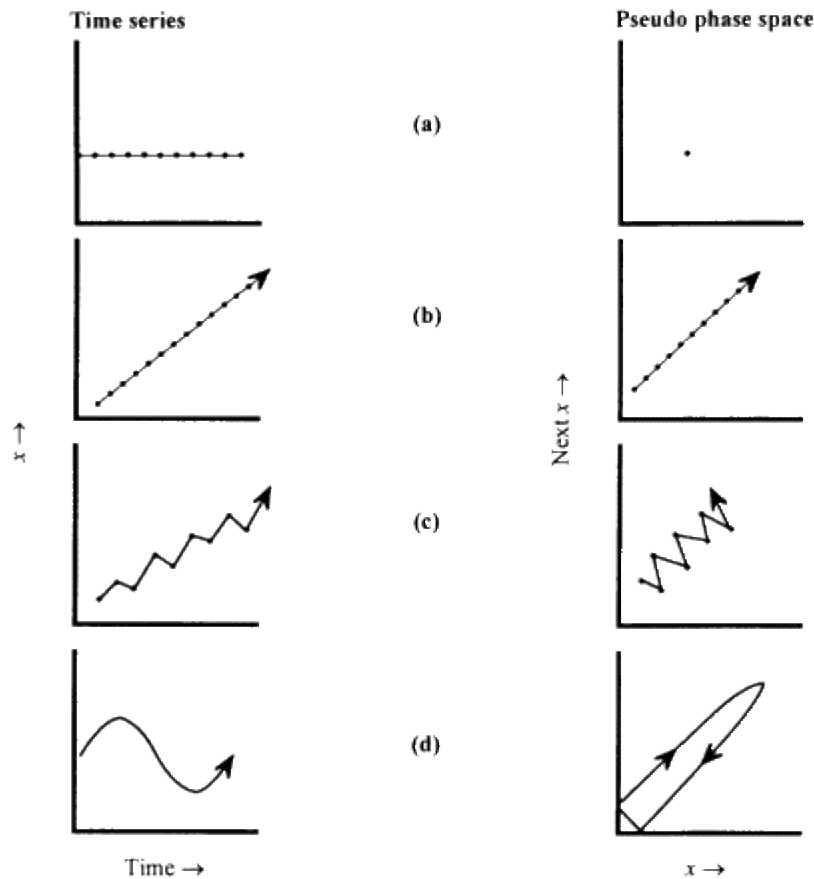 Time series
Pseudo phase space
(a)
(b)
x →
Next x →
(c)
(d)
Time →
x →